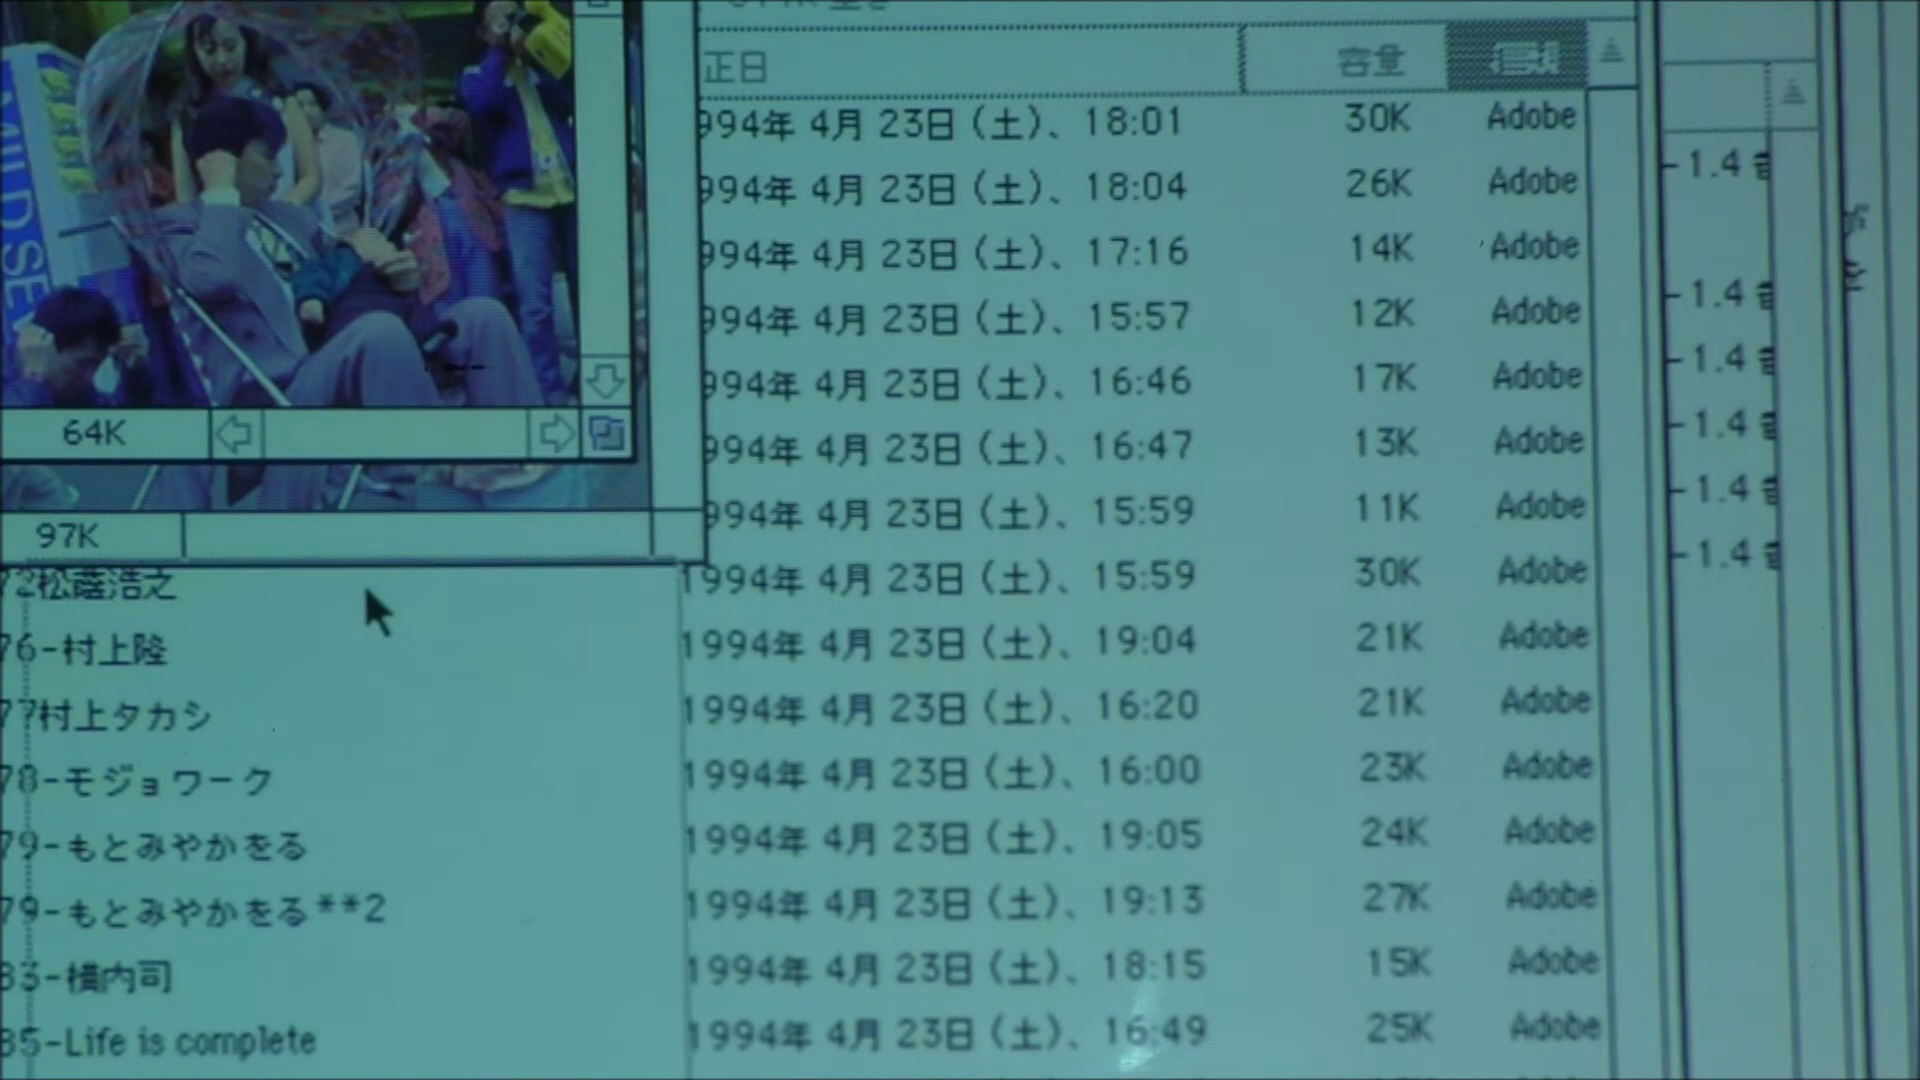 正日 容量
994年 4月 23日（土）、18:01 30K Adobe
994年 4月 23日（土）、18:04 26K Adobe
994年 4月 23日（土）、17:16 14K Adobe
994年 4月 23日（土）、15:57 12K Adobe
994年 4月 23日（土）、16:46 17K Adobe
994年 4月 23日（土）、16:47 13K Adobe
994年 4月 23日（土）、15:59 11K Adobe
64K
97K
72松蔭浩之 1994年 4月 23日（土）、15:59 30K Adobe
76-村上隆 1994年 4月 23日（土）、19:04 21K Adobe
77村上タカシ 1994年 4月 23日（土）、16:20 21K Adobe
78-モジョワーク 1994年 4月 23日（土）、16:00 23K Adobe
79-もとみやかをる 1994年 4月 23日（土）、19:05 24K Adobe
79-もとみやかをる**2 1994年 4月 23日（土）、19:13 27K Adobe
83-横内司 1994年 4月 23日（土）、18:15 15K Adobe
85-Life is complete 1994年 4月 23日（土）、16:49 25K Adobe
-1.4
-1.4
-1.4
-1.4
-1.4
-1.4
MILD SE